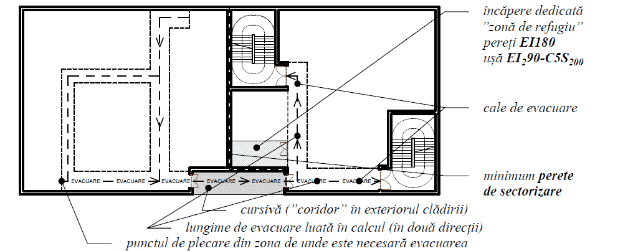 încăpere dedicată
”zonă de refugiu”
pereți EI180
ușă EI₂90-C5S₂₀₀
cale de evacuare
EVACUARE EVACUARE EVACUARE EVACUARE EVACUARE EVACUARE EVACUARE EVACUARE
minimum perete
de sectorizare
cursivă (”coridor” în exteriorul clădirii)
lungime de evacuare luată în calcul (în două direcții)
punctul de plecare din zona de unde este necesară evacuarea